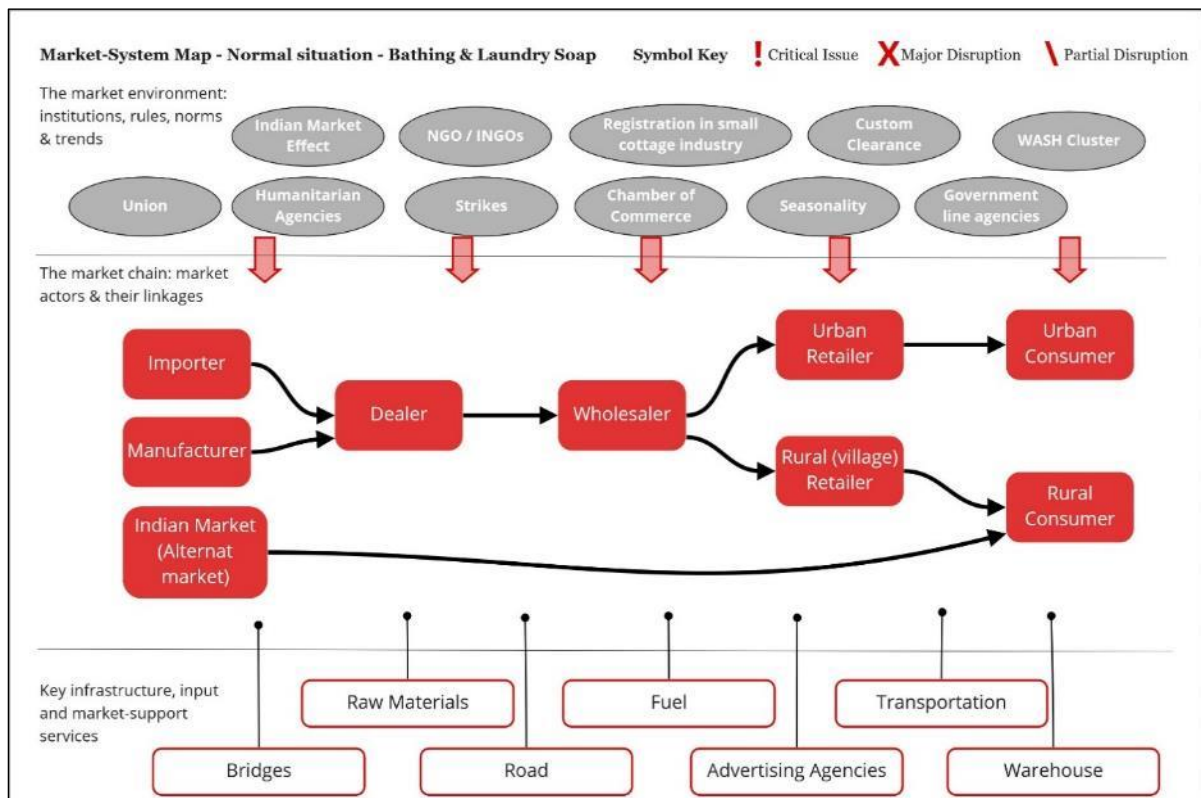 Market-System Map - Normal situation - Bathing & Laundry Soap
Symbol Key
Critical Issue
Major Disruption
Partial Disruption
The market environment:
institutions, rules, norms
& trends
Indian Market
Effect
NGO / INGOs
Registration in small
cottage industry
Custom
Clearance
WASH Cluster
Union
Humanitarian
Agencies
Strikes
Chamber of
Commerce
Seasonality
Government
line agencies
The market chain: market
actors & their linkages
Importer
Manufacturer
Indian Market
(Alternat
market)
Dealer
Wholesaler
Urban
Retailer
Rural (village)
Retailer
Urban
Consumer
Rural
Consumer
Key infrastructure, input
and market-support
services
Raw Materials
Fuel
Transportation
Bridges
Road
Advertising Agencies
Warehouse